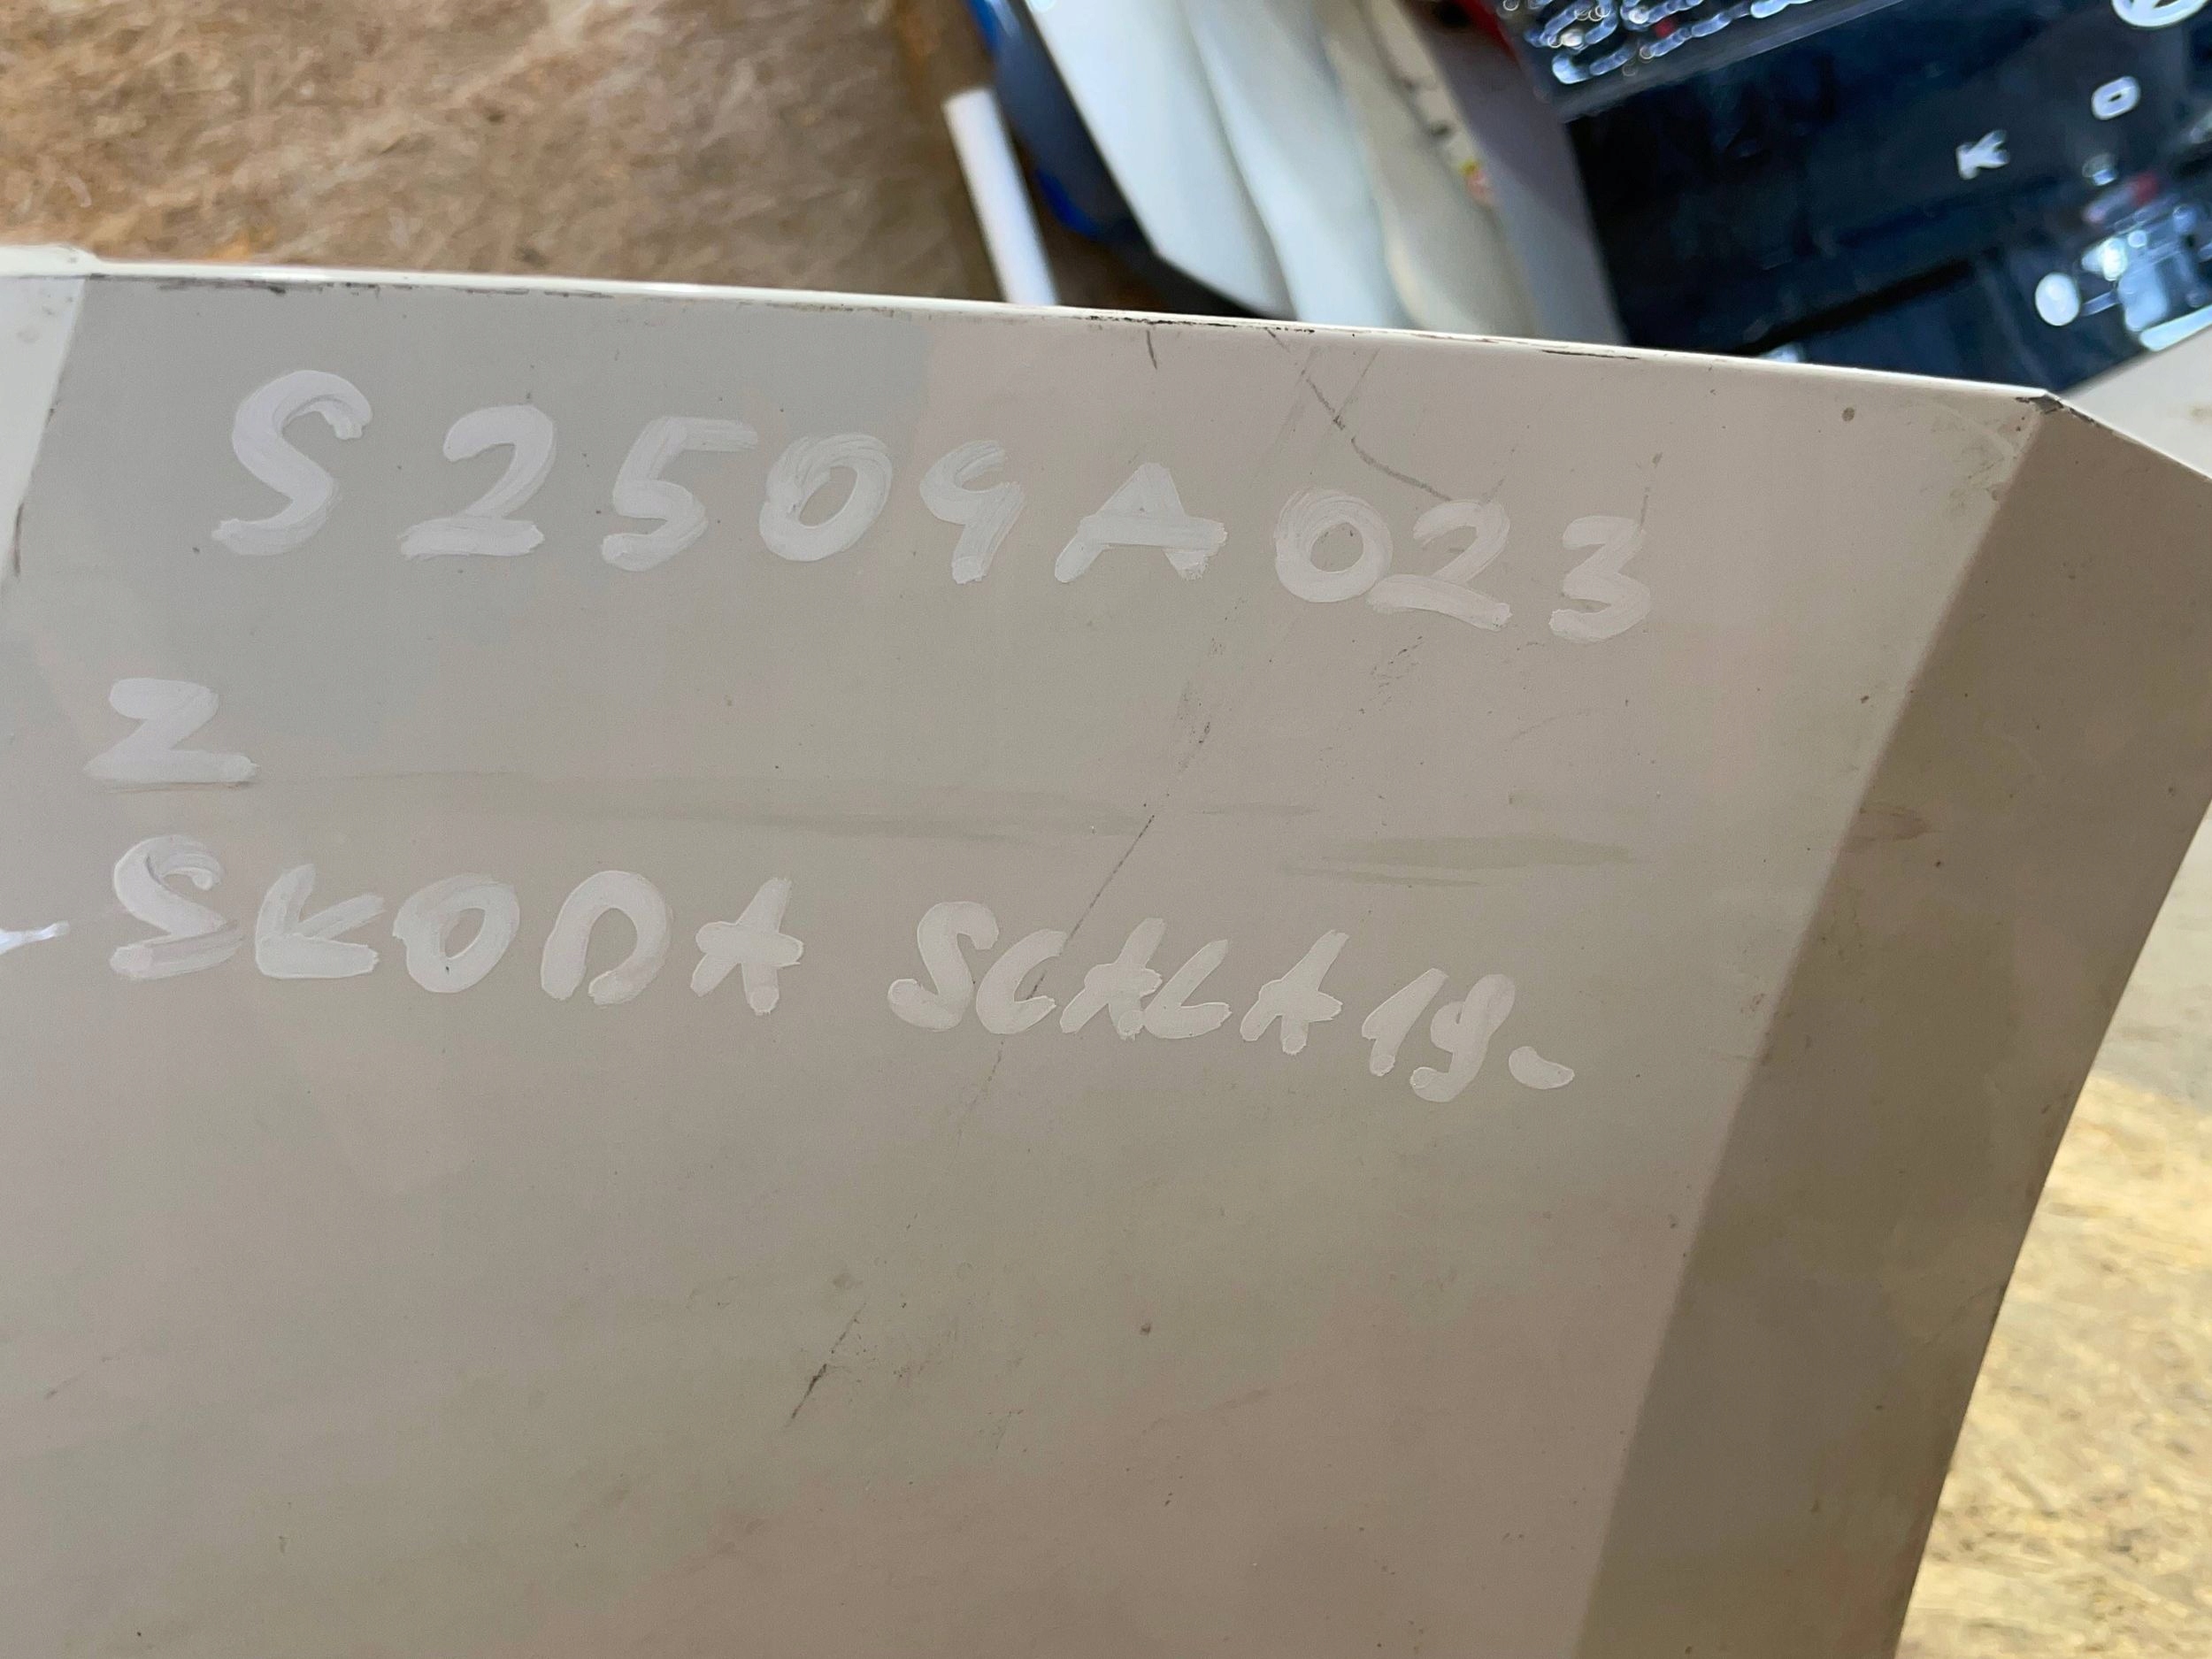 K O
S2509A023
Z
SKODA SCALA 19-